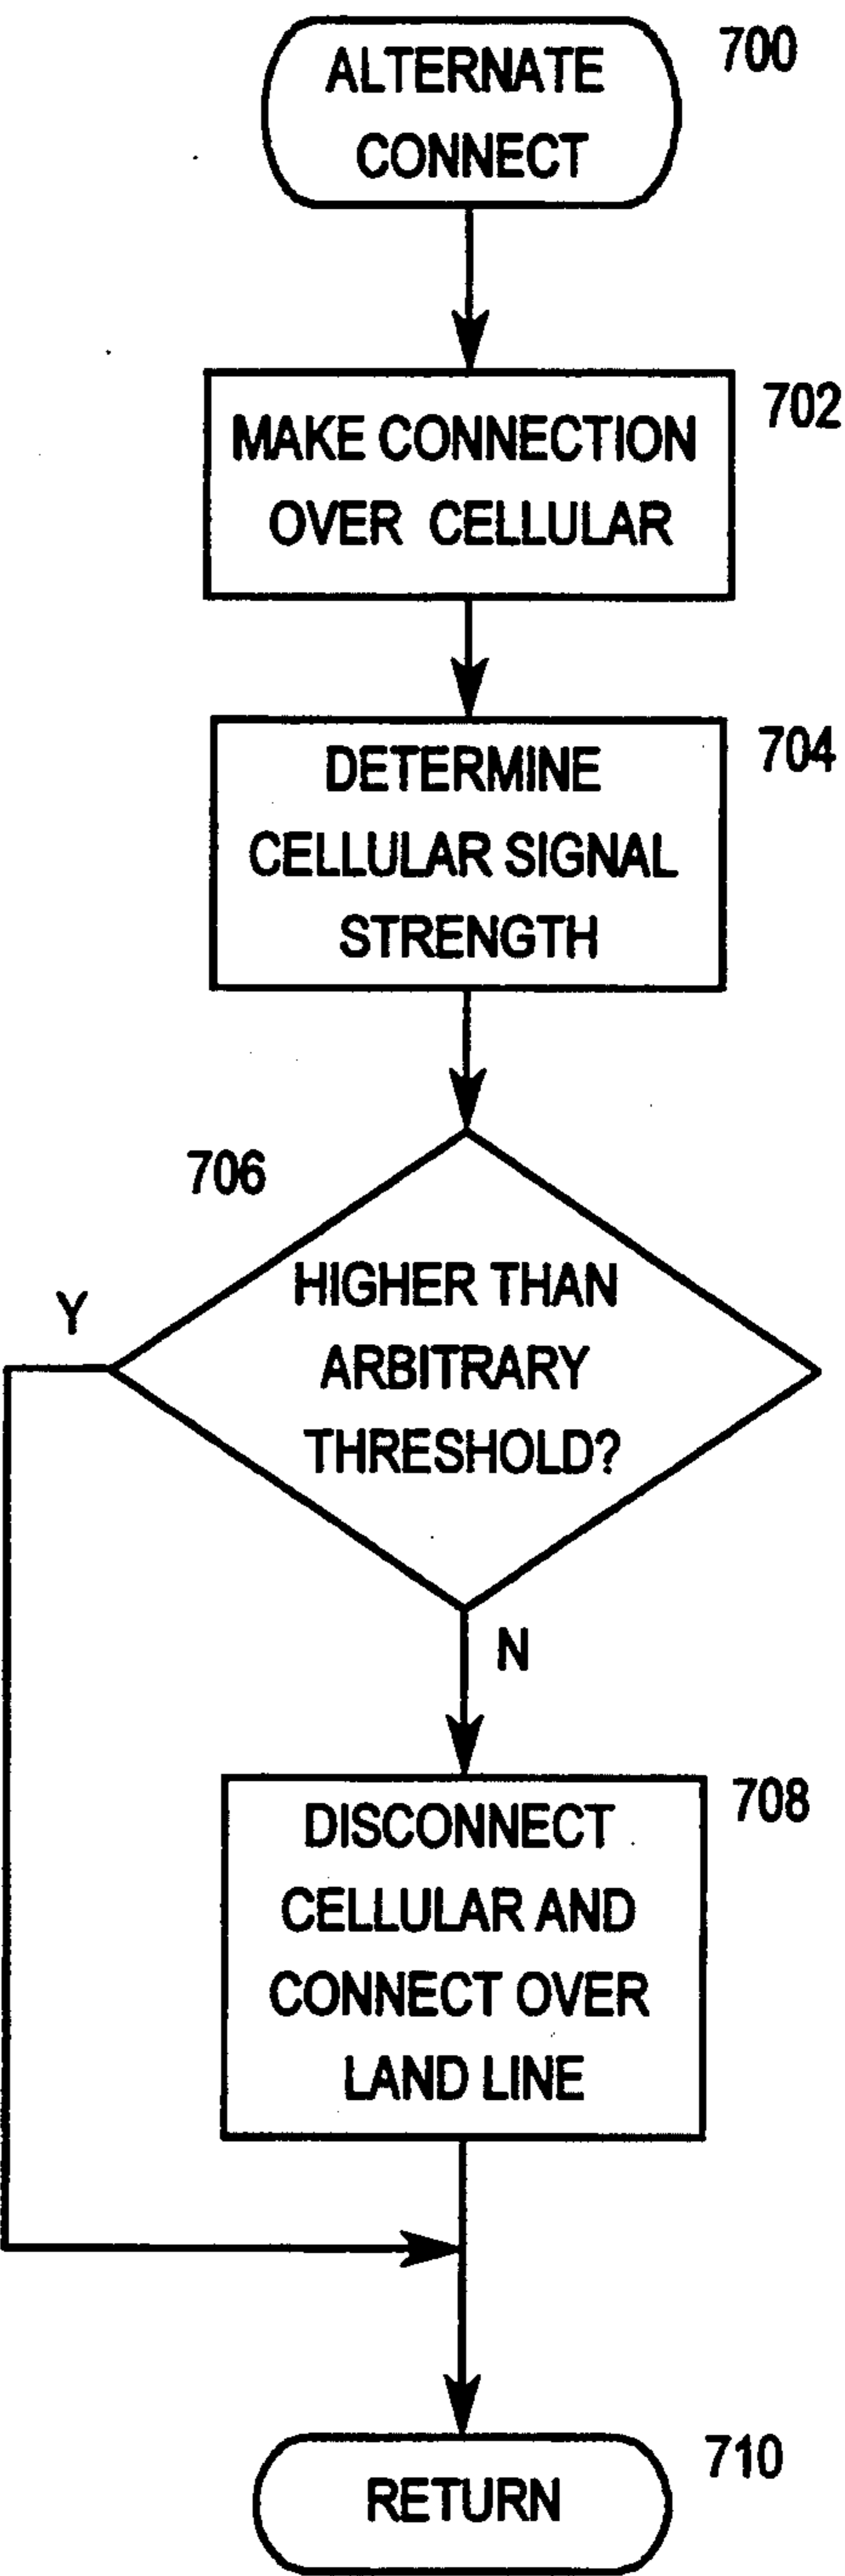 700
ALTERNATE
CONNECT
702
MAKE CONNECTION
OVER CELLULAR
704
DETERMINE
CELLULAR SIGNAL
STRENGTH
706
HIGHER THAN
ARBITRARY
THRESHOLD?
Y
N
708
DISCONNECT
CELLULAR AND
CONNECT OVER
LAND LINE
710
RETURN